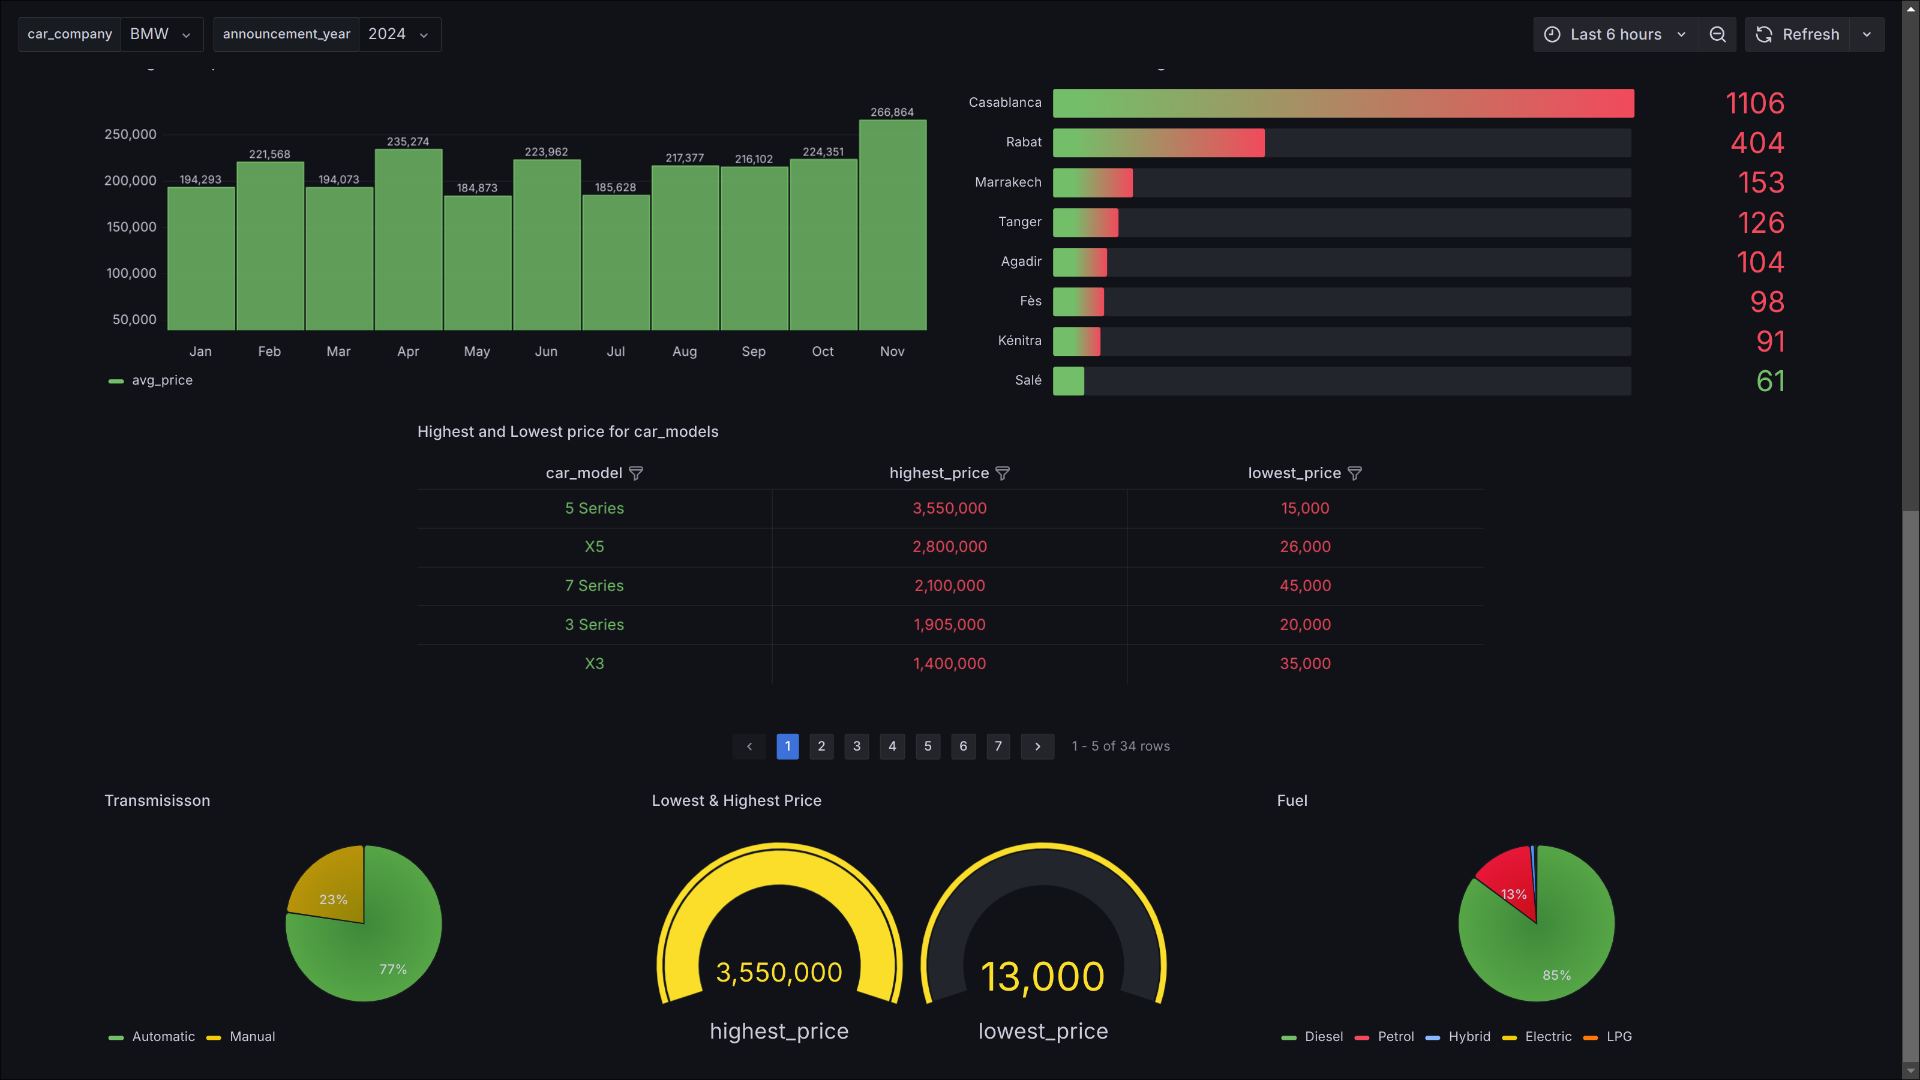 car_company BMW announcement_year 2024 Last 6 hours Refresh
250,000
200,000
150,000
100,000
50,000
194,293 221,568 194,073 235,274 184,873 223,962 185,628 217,377 216,102 224,351 266,864
Jan Feb Mar Apr May Jun Jul Aug Sep Oct Nov
avg_price
Casablanca 1106
Rabat 404
Marrakech 153
Tanger 126
Agadir 104
Fès 98
Kénitra 91
Salé 61
Highest and Lowest price for car_models
car_model highest_price lowest_price
5 Series 3,550,000 15,000
X5 2,800,000 26,000
7 Series 2,100,000 45,000
3 Series 1,905,000 20,000
X3 1,400,000 35,000
1 2 3 4 5 6 7 1 - 5 of 34 rows
Transmisisson
23%
77%
Automatic Manual
Lowest & Highest Price
3,550,000 13,000
highest_price lowest_price
Fuel
13%
85%
Diesel Petrol Hybrid Electric LPG